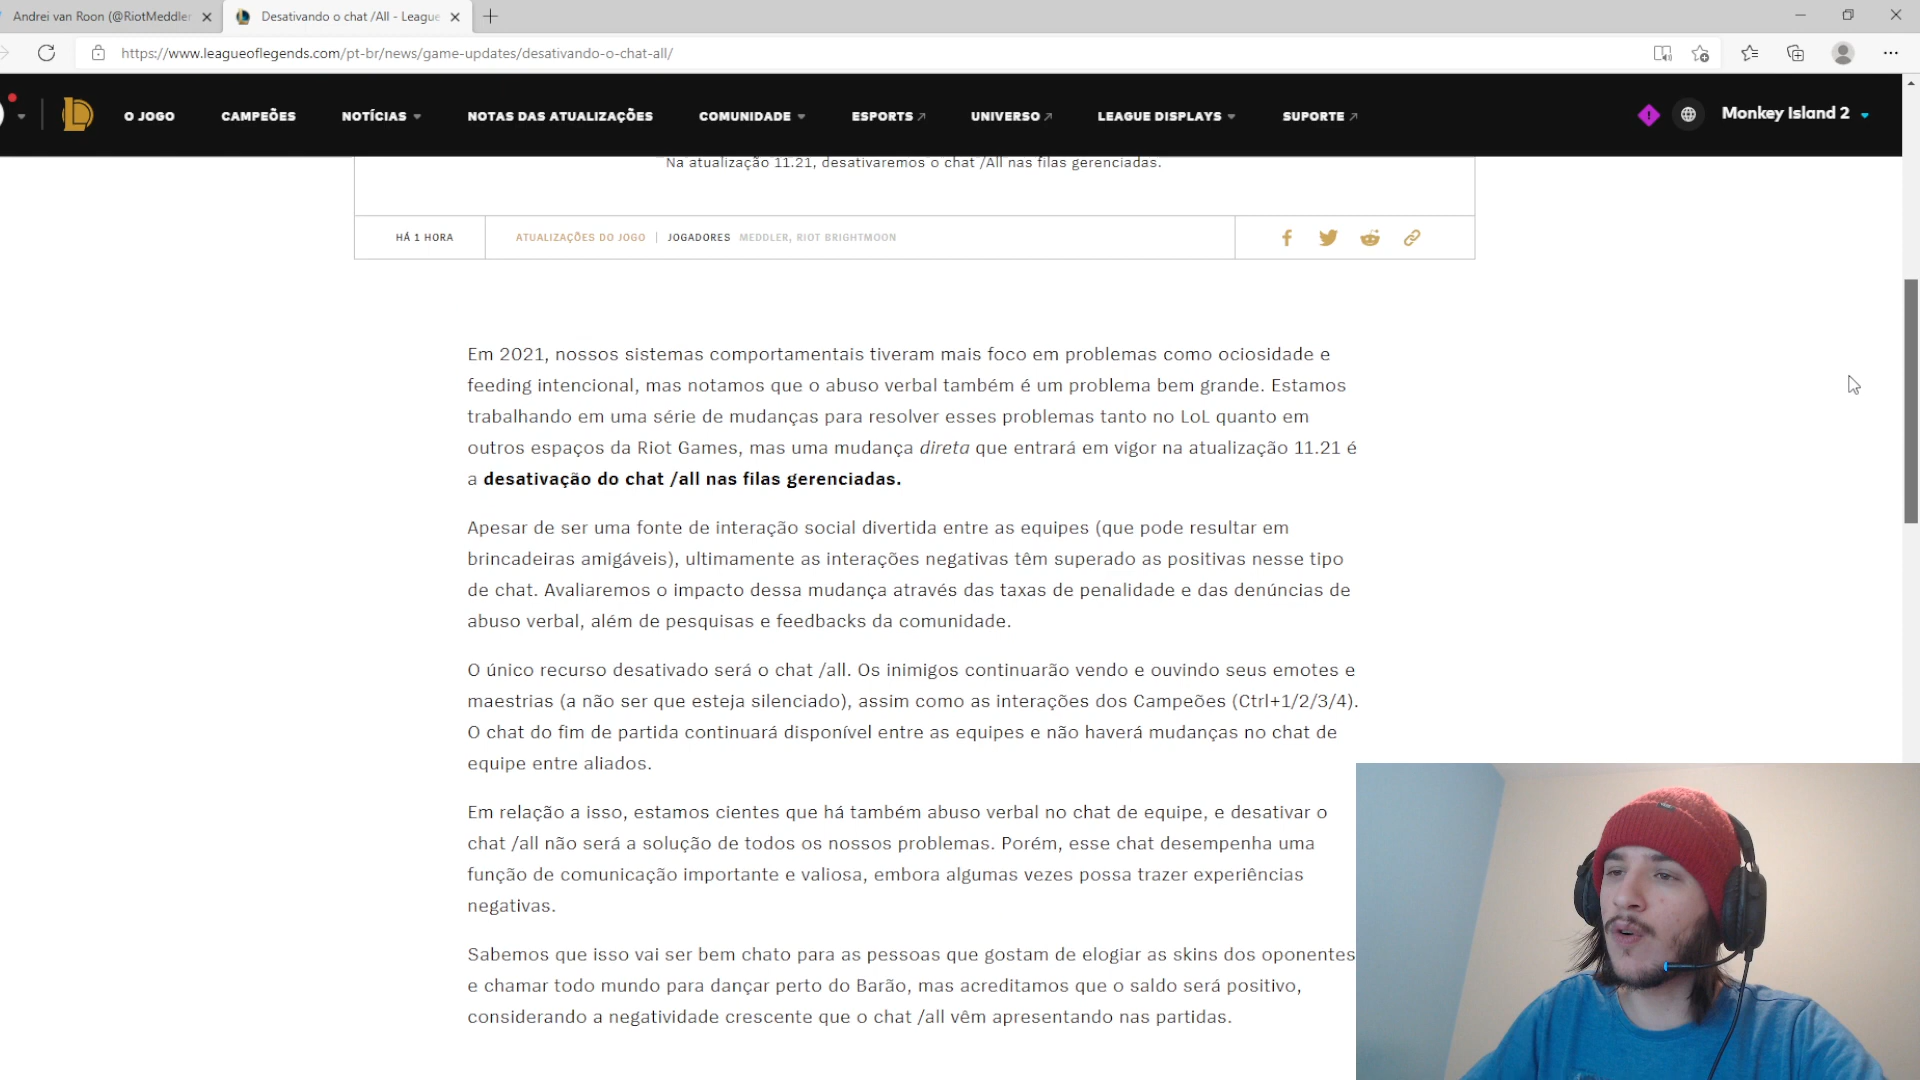 Andrei van Roon (@RiotMeddler
Desativando o chat /All - League
https://www.leagueoflegends.com/pt-br/news/game-updates/desativando-o-chat-all/
O JOGO CAMPEÕES NOTÍCIAS NOTAS DAS ATUALIZAÇÕES COMUNIDADE ESPORTS UNIVERSO LEAGUE DISPLAYS SUPORTE Monkey Island 2
Na atualização 11.21, desativaremos o chat /All nas filas gerenciadas.
HÁ 1 HORA ATUALIZAÇÕES DO JOGO | JOGADORES MEDDLER, RIOT BRIGHTMOON
Em 2021, nossos sistemas comportamentais tiveram mais foco em problemas como ociosidade e
feeding intencional, mas notamos que o abuso verbal também é um problema bem grande. Estamos
trabalhando em uma série de mudanças para resolver esses problemas tanto no LoL quanto em
outros espaços da Riot Games, mas uma mudança direta que entrará em vigor na atualização 11.21 é
a desativação do chat /all nas filas gerenciadas.
Apesar de ser uma fonte de interação social divertida entre as equipes (que pode resultar em
brincadeiras amigáveis), ultimamente as interações negativas têm superado as positivas nesse tipo
de chat. Avaliaremos o impacto dessa mudança através das taxas de penalidade e das denúncias de
abuso verbal, além de pesquisas e feedbacks da comunidade.
O único recurso desativado será o chat /all. Os inimigos continuarão vendo e ouvindo seus emotes e
maestrias (a não ser que esteja silenciado), assim como as interações dos Campeões (Ctrl+1/2/3/4).
O chat do fim de partida continuará disponível entre as equipes e não haverá mudanças no chat de
equipe entre aliados.
Em relação a isso, estamos cientes que há também abuso verbal no chat de equipe, e desativar o
chat /all não será a solução de todos os nossos problemas. Porém, esse chat desempenha uma
função de comunicação importante e valiosa, embora algumas vezes possa trazer experiências
negativas.
Sabemos que isso vai ser bem chato para as pessoas que gostam de elogiar as skins dos oponentes
e chamar todo mundo para dançar perto do Barão, mas acreditamos que o saldo será positivo,
considerando a negatividade crescente que o chat /all vêm apresentando nas partidas.